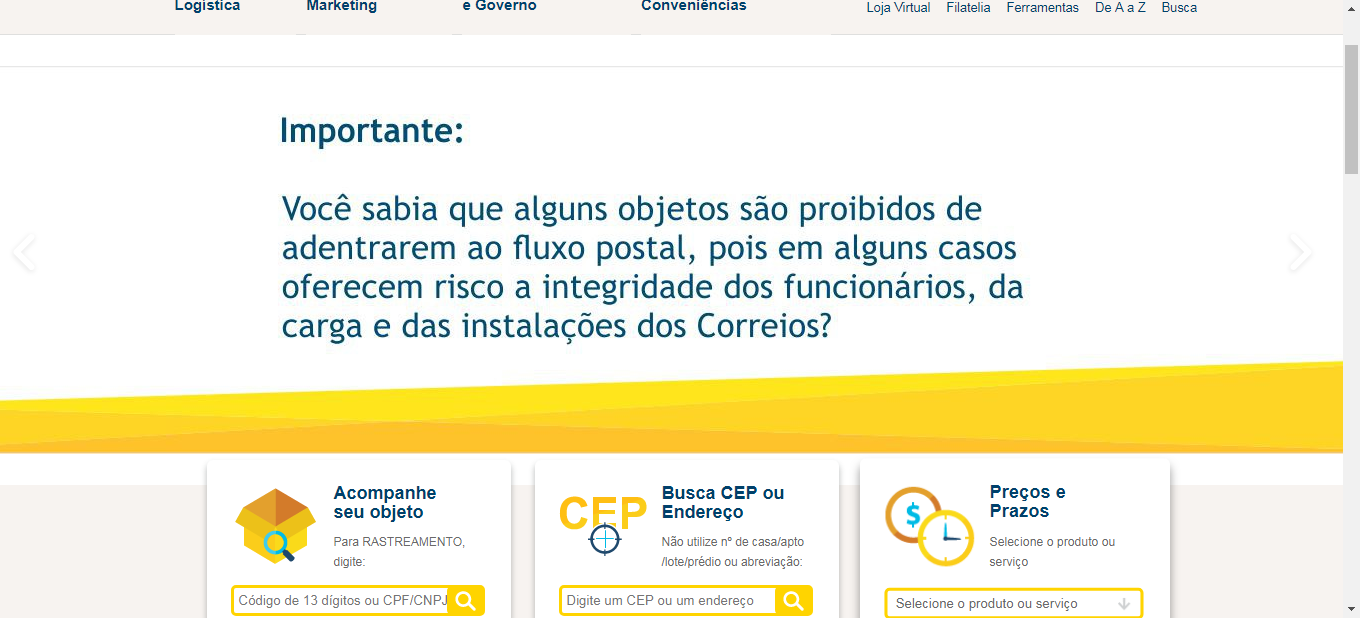 Logística Marketing e Governo Conveniências Loja Virtual Filatelia Ferramentas De A a Z Busca
Importante:
Você sabia que alguns objetos são proibidos de
adentrarem ao fluxo postal, pois em alguns casos
oferecem risco a integridade dos funcionários, da
carga e das instalações dos Correios?
Acompanhe
seu objeto
Para RASTREAMENTO,
digite:
Código de 13 dígitos ou CPF/CNPJ
CEP
Busca CEP ou
Endereço
Não utilize nº de casa/apto
/lote/prédio ou abreviação:
Digite um CEP ou um endereço
$
Preços e
Prazos
Selecione o produto ou
serviço
Selecione o produto ou serviço